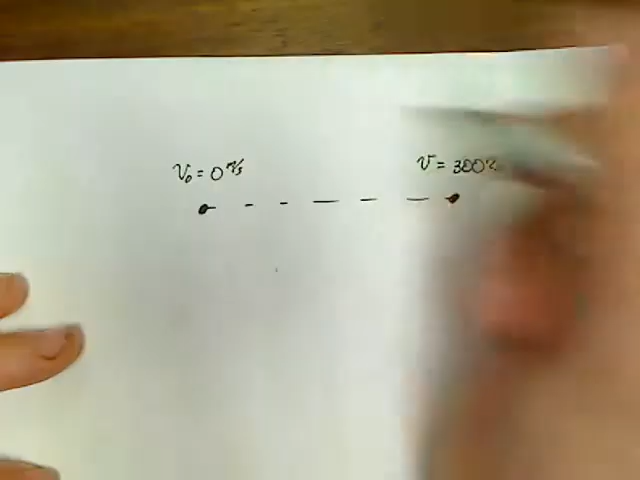 V₀ = 0 m/s
V = 300